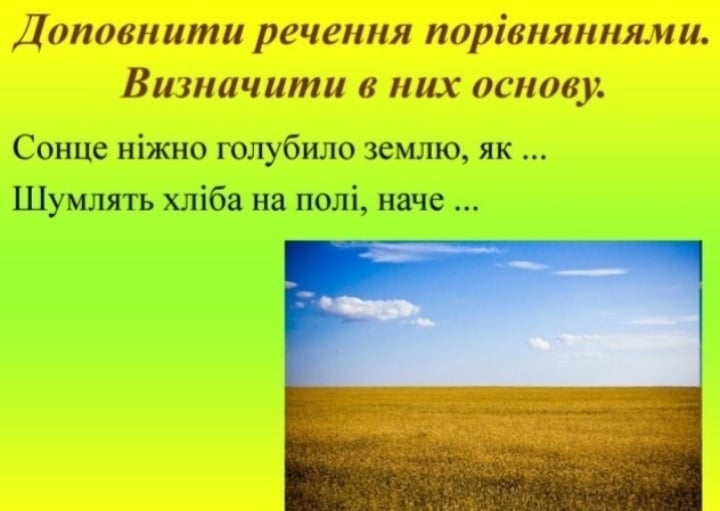 Доповнити речення порівняннями.
Визначити в них основу.
Сонце ніжно голубило землю, як ...
Шумлять хліба на полі, наче ...